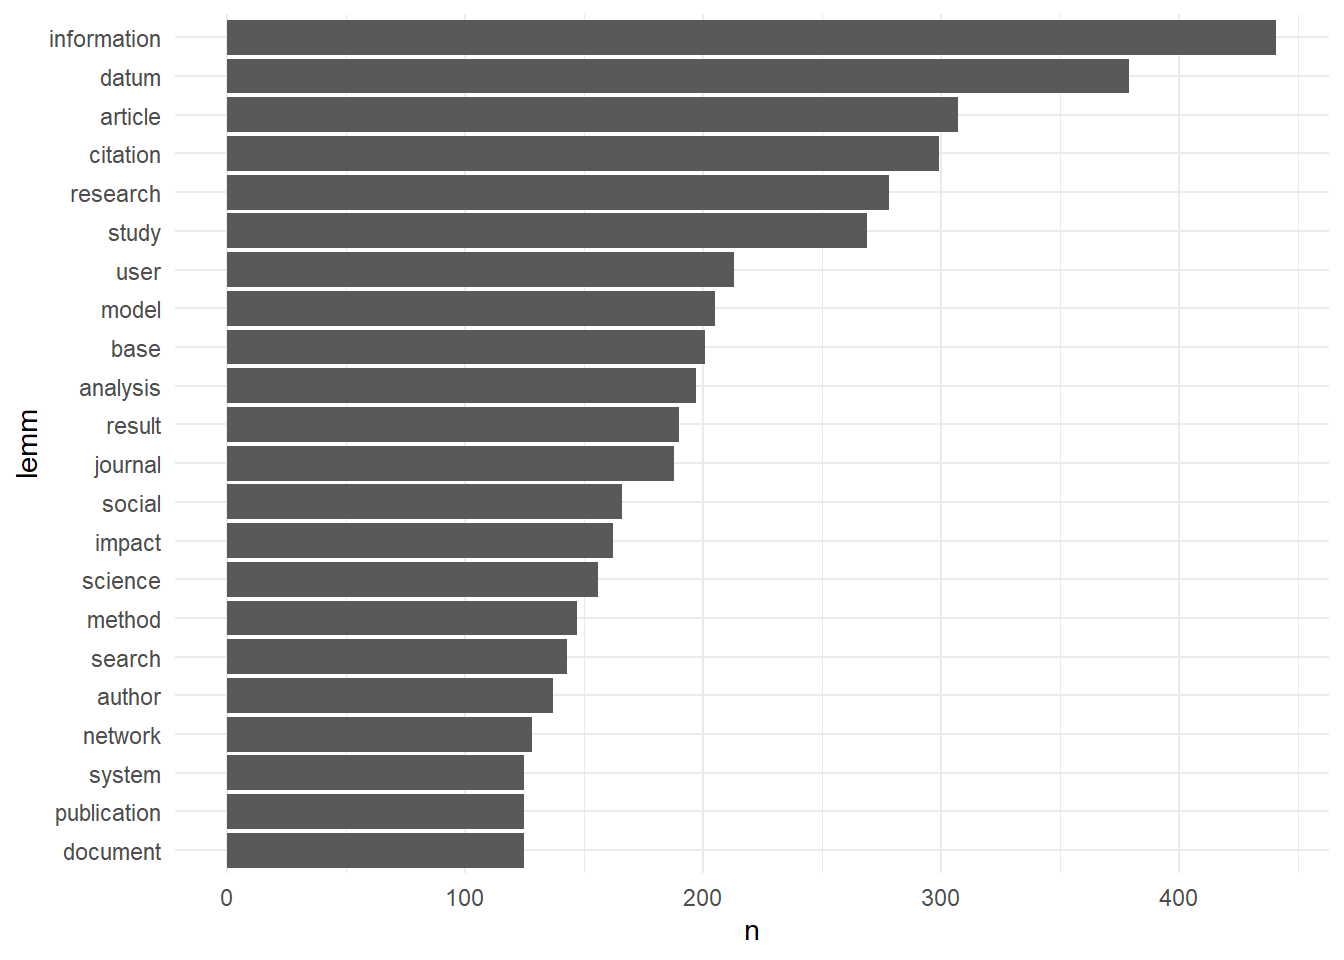 information
datum
article
citation
research
study
user
model
base
analysis
result
journal
social
impact
science
method
search
author
network
system
publication
document
lemm
0 100 200 300 400
n